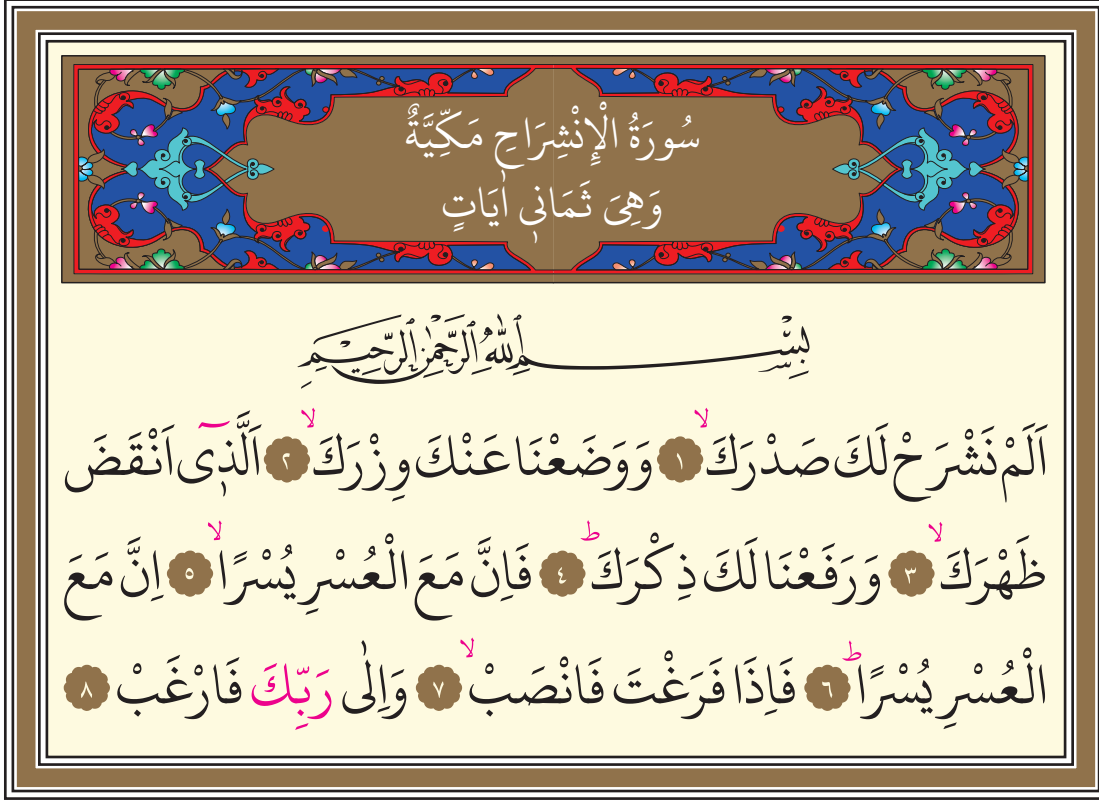 سُورَةُ الْإِنْشِرَاحِ مَكِّيَّةٌ
وَهِيَ ثَمَانٖى اٰيَاتٍ
بِسْمِ اللّٰهِ الرَّحْمٰنِ الرَّحِيمِ
اَلَمْ نَشْرَحْ لَكَ صَدْرَكَۙ ١ وَوَضَعْنَا عَنْكَ وِزْرَكَۙ ٢ اَلَّذٖٓى اَنْقَضَ
ظَهْرَكَۙ ٣ وَرَفَعْنَا لَكَ ذِكْرَكَؕ ٤ فَاِنَّ مَعَ الْعُسْرِ يُسْرًاۙ ٥ اِنَّ مَعَ
الْعُسْرِ يُسْرًاؕ ٦ فَاِذَا فَرَغْتَ فَانْصَبْۙ ٧ وَاِلٰى رَبِّكَ فَارْغَبْ ٨